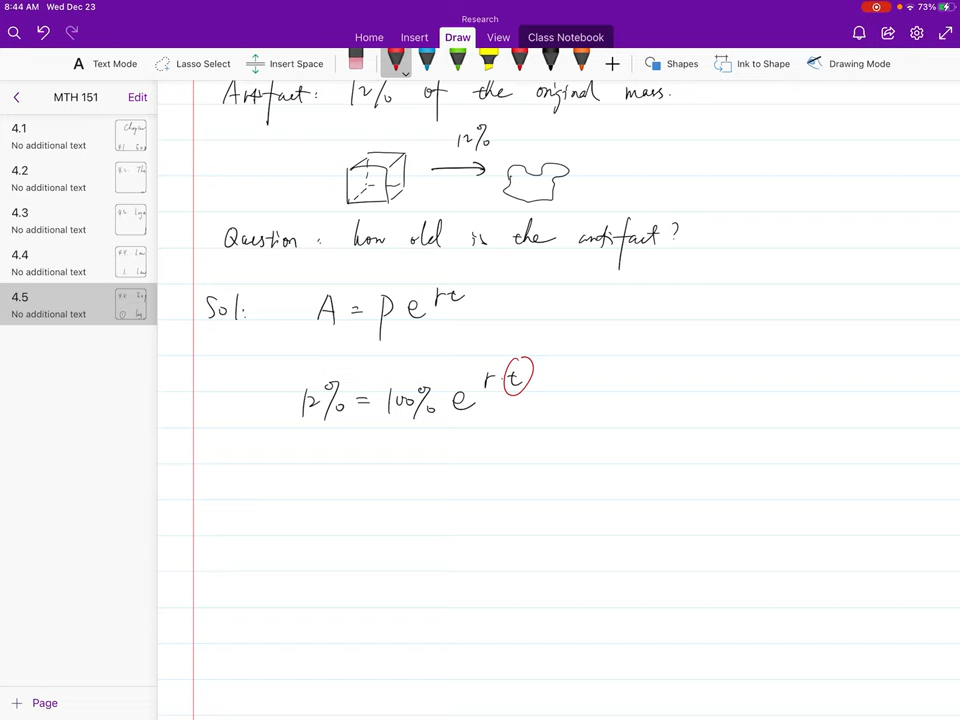 8:44 AM Wed Dec 23
73%
Research
Home Insert Draw View Class Notebook
Text Mode Lasso Select Insert Space Shapes Ink to Shape Drawing Mode
MTH 151 Edit
4.1
No additional text
4.2
No additional text
4.3
No additional text
4.4
No additional text
4.5
No additional text
Page
Artifact: 12% of the original mass.
12%
Question: how old is the artifact?
Sol: A = P e^{rt}
12% = 100% e^{r·t}